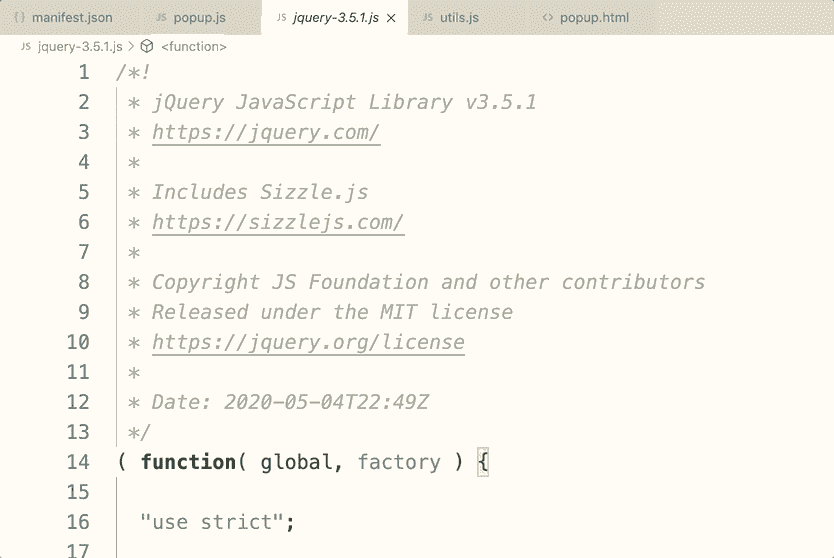 {} manifest.json JS popup.js JS jquery-3.5.1.js × JS utils.js <> popup.html
JS jquery-3.5.1.js > <function>
1 /*!
2 * jQuery JavaScript Library v3.5.1
3 * https://jquery.com/
4 *
5 * Includes Sizzle.js
6 * https://sizzlejs.com/
7 *
8 * Copyright JS Foundation and other contributors
9 * Released under the MIT license
10 * https://jquery.org/license
11 *
12 * Date: 2020-05-04T22:49Z
13 */
14 ( function( global, factory ) {
15
16 "use strict";
17